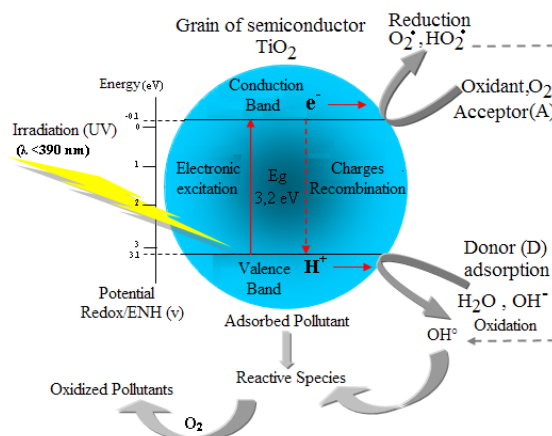 Grain of semiconductor
TiO2
Reduction
O2•, HO2•
Energy (eV)
Conduction
Band
e-
Oxidant,O2
Acceptor(A)
-0.1
0
Irradiation (UV)
(λ <390 nm)
1
Electronic
excitation
Eg
3,2 eV
Charges
Recombination
2
3
3.1
Valence
Band
H+
Donor (D)
adsorption
Potential
Redox/ENH (v)
H2O , OH-
Adsorbed Pollutant
OH°
Oxidation
Reactive Species
Oxidized Pollutants
O2